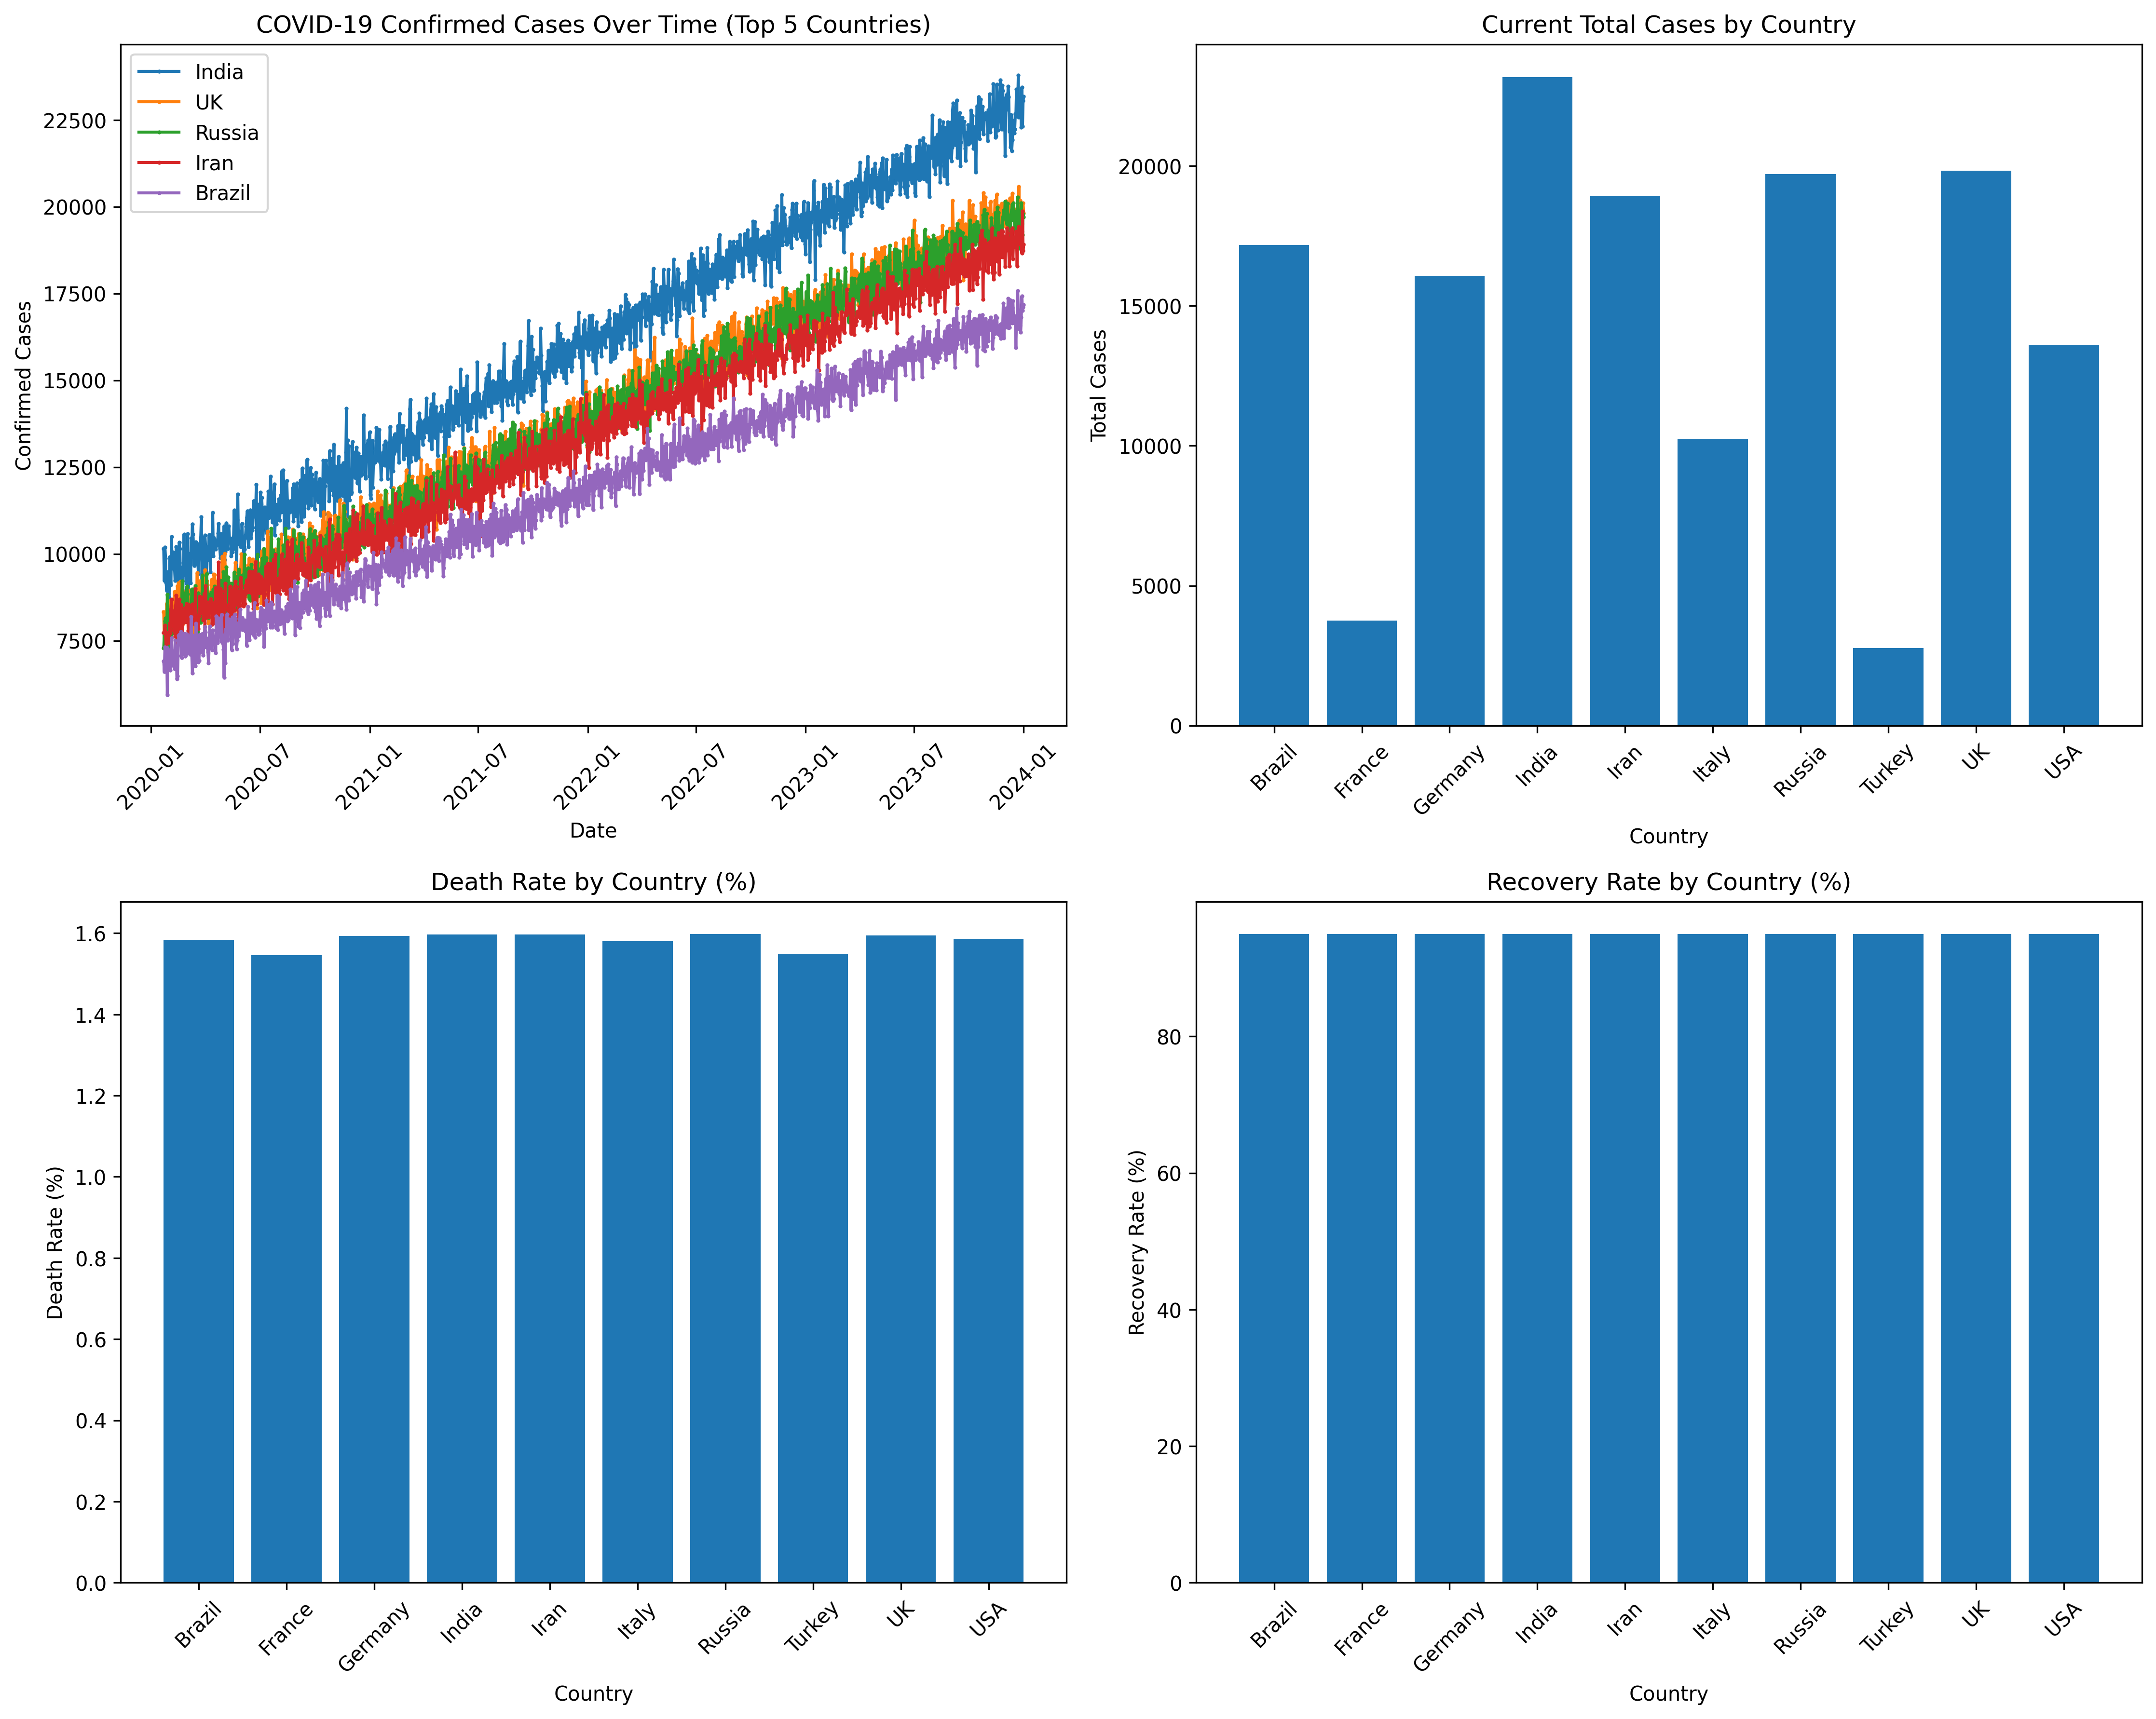 COVID-19 Confirmed Cases Over Time (Top 5 Countries)
India
UK
Russia
Iran
Brazil
Confirmed Cases
22500
20000
17500
15000
12500
10000
7500
2020-01
2020-07
2021-01
2021-07
2022-01
2022-07
2023-01
2023-07
2024-01
Date
Current Total Cases by Country
Total Cases
20000
15000
10000
5000
0
Brazil
France
Germany
India
Iran
Italy
Russia
Turkey
UK
USA
Country
Death Rate by Country (%)
Death Rate (%)
1.6
1.4
1.2
1.0
0.8
0.6
0.4
0.2
0.0
Brazil
France
Germany
India
Iran
Italy
Russia
Turkey
UK
USA
Country
Recovery Rate by Country (%)
Recovery Rate (%)
80
60
40
20
0
Brazil
France
Germany
India
Iran
Italy
Russia
Turkey
UK
USA
Country